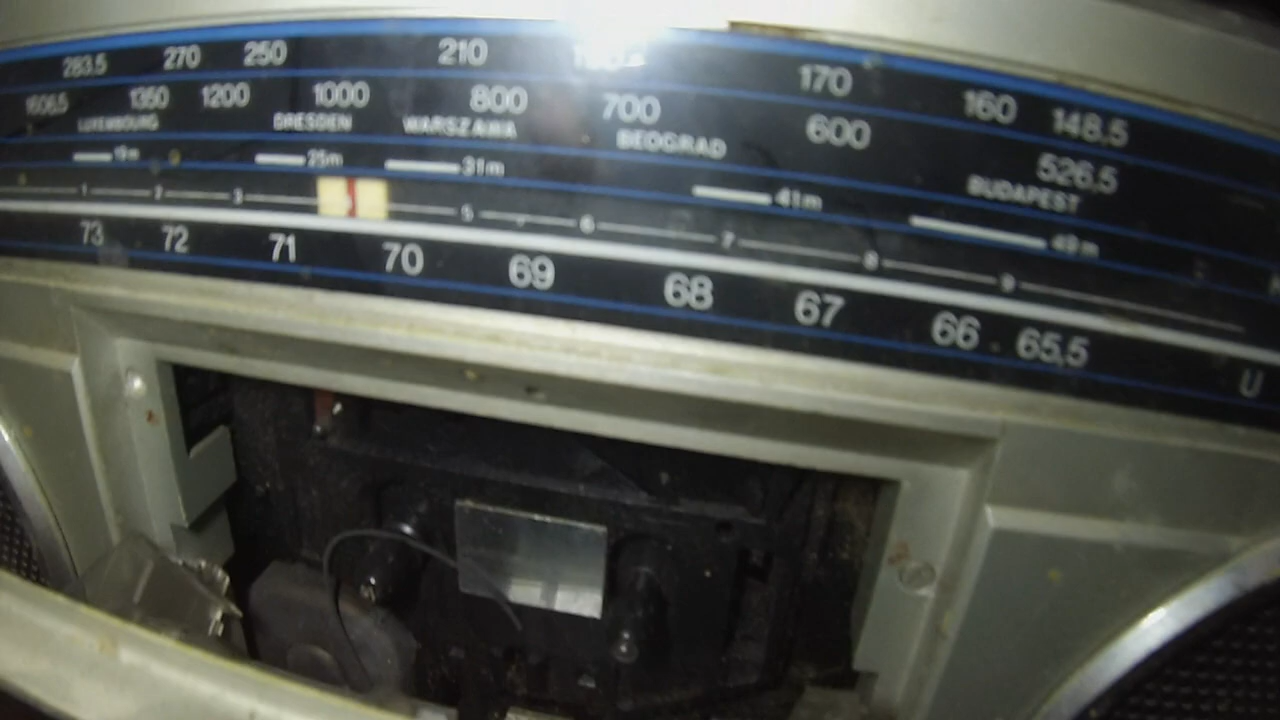 283.5 270 250 210 170 160 148.5
1606.5 1350 1200 1000 800 700 600 526,5
LUXEMBOURG DRESDEN WARSZAWA BEOGRAD BUDAPEST
19m 25m 31m 41m 49m
1 2 3 5 6 7 8 9
73 72 71 70 69 68 67 66 65,5 U